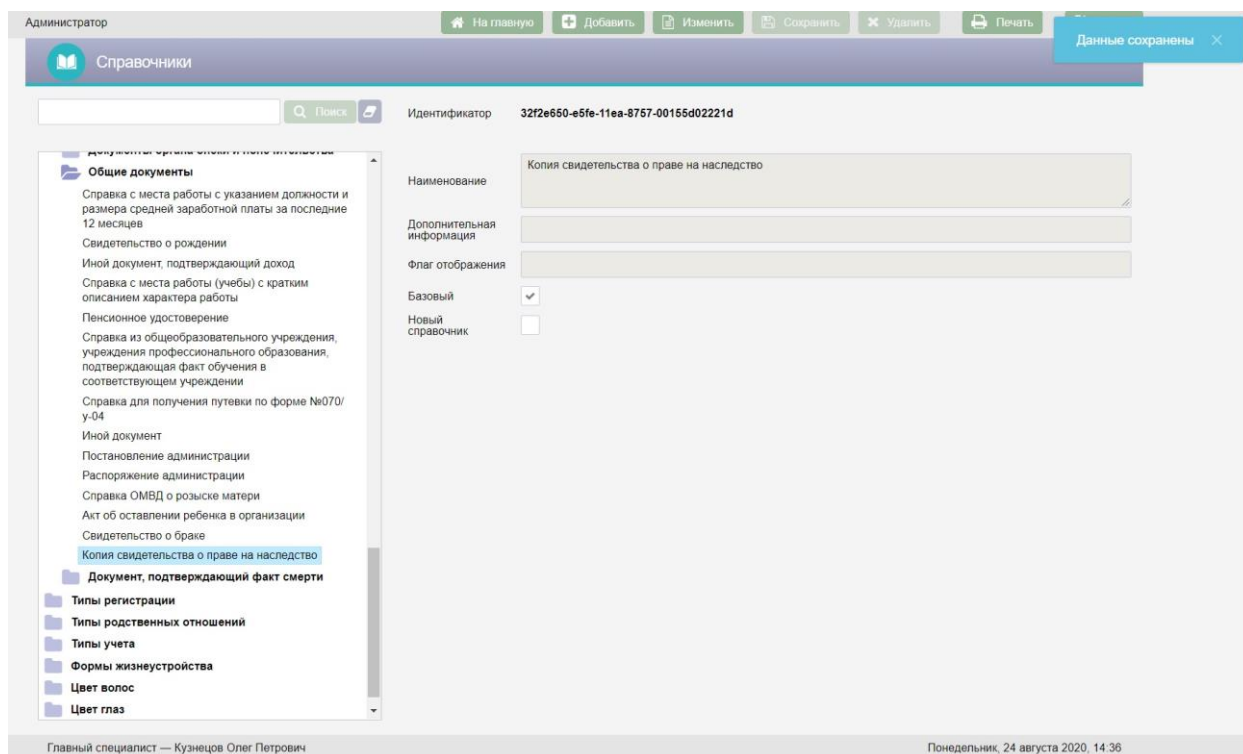 Администратор
На главную
Добавить
Изменить
Сохранить
Удалить
Печать
Данные сохранены
Справочники
Поиск
Идентификатор 32f2e650-e5fe-11ea-8757-00155d02221d
Документы органа опеки и попечительства
Общие документы
Справка с места работы с указанием должности и
размера средней заработной платы за последние
12 месяцев
Свидетельство о рождении
Иной документ, подтверждающий доход
Справка с места работы (учебы) с кратким
описанием характера работы
Пенсионное удостоверение
Справка из общеобразовательного учреждения,
учреждения профессионального образования,
подтверждающая факт обучения в
соответствующем учреждении
Справка для получения путевки по форме №070/
у-04
Иной документ
Постановление администрации
Распоряжение администрации
Справка ОМВД о розыске матери
Акт об оставлении ребенка в организации
Свидетельство о браке
Копия свидетельства о праве на наследство
Документ, подтверждающий факт смерти
Типы регистрации
Типы родственных отношений
Типы учета
Формы жизнеустройства
Цвет волос
Цвет глаз
Наименование
Копия свидетельства о праве на наследство
Дополнительная
информация
Флаг отображения
Базовый
Новый
справочник
Главный специалист — Кузнецов Олег Петрович
Понедельник, 24 августа 2020, 14:36